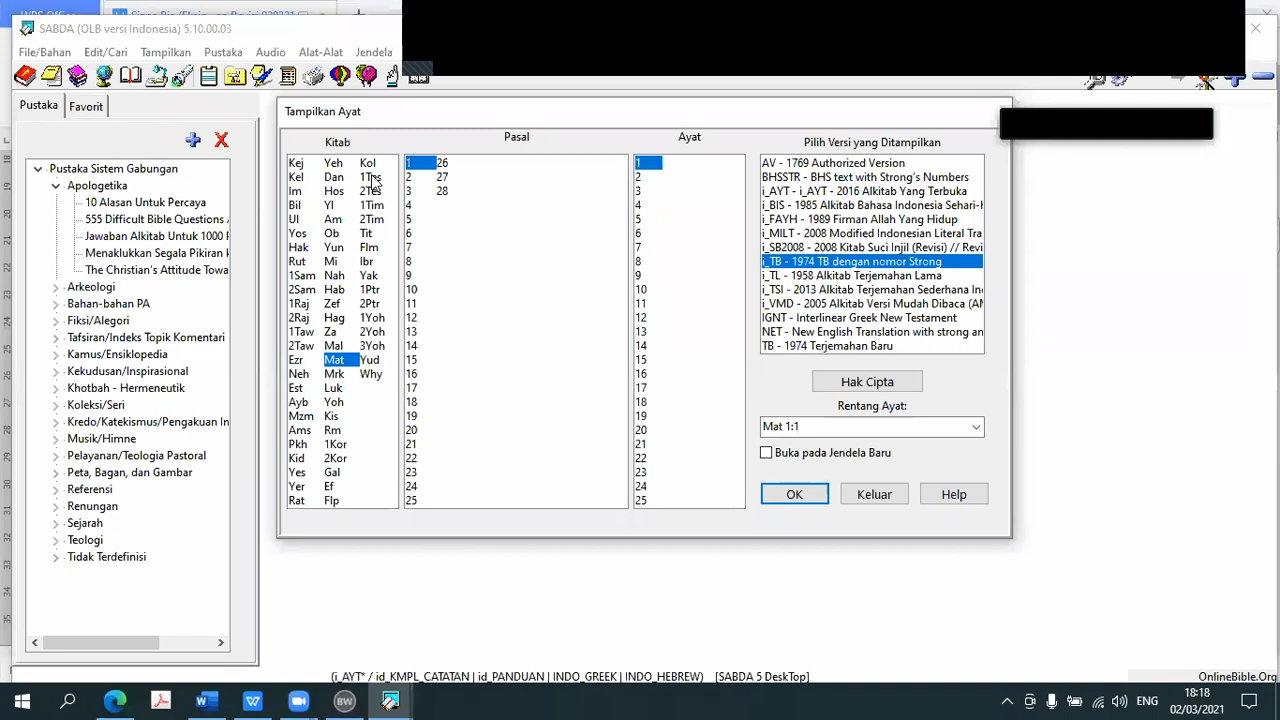 SABDA (OLB versi Indonesia) 5.10.00.03
File/Bahan Edit/Cari Tampilkan Pustaka Audio Alat-Alat Jendela
Pustaka Favorit
Pustaka Sistem Gabungan
Apologetika
10 Alasan Untuk Percaya
555 Difficult Bible Questions
Jawaban Alkitab Untuk 1000
Menaklukkan Segala Pikiran
The Christian's Attitude Towa
Arkeologi
Bahan-bahan PA
Fiksi/Alegori
Tafsiran/Indeks Topik Komentari
Kamus/Ensiklopedia
Kekudusan/Inspirasional
Khotbah - Hermeneutik
Koleksi/Seri
Kredo/Katekismus/Pengakuan In
Musik/Himne
Pelayanan/Teologia Pastoral
Peta, Bagan, dan Gambar
Referensi
Renungan
Sejarah
Teologi
Tidak Terdefinisi
Tampilkan Ayat
Kitab Pasal Ayat Pilih Versi yang Ditampilkan
Kej Yeh Kol
Kel Dan 1Tes
Im Hos 2Tes
Bil Yl 1Tim
Ul Am 2Tim
Yos Ob Tit
Hak Yun Flm
Rut Mi Ibr
1Sam Nah Yak
2Sam Hab 1Ptr
1Raj Zef 2Ptr
2Raj Hag 1Yoh
1Taw Za 2Yoh
2Taw Mal 3Yoh
Ezr Mat Yud
Neh Mrk Why
Est Luk
Ayb Yoh
Mzm Kis
Ams Rm
Pkh 1Kor
Kid 2Kor
Yes Gal
Yer Ef
Rat Flp
1 26
2 27
3 28
4
5
6
7
8
9
10
11
12
13
14
15
16
17
18
19
20
21
22
23
24
25
1
2
3
4
5
6
7
8
9
10
11
12
13
14
15
16
17
18
19
20
21
22
23
24
25
AV - 1769 Authorized Version
BHSSTR - BHS text with Strong's Numbers
i_AYT - i_AYT - 2016 Alkitab Yang Terbuka
i_BIS - 1985 Alkitab Bahasa Indonesia Sehari-H
i_FAYH - 1989 Firman Allah Yang Hidup
i_MILT - 2008 Modified Indonesian Literal Tra
i_SB2008 - 2008 Kitab Suci Injil (Revisi) // Revi
i_TB - 1974 TB dengan nomor Strong
i_TL - 1958 Alkitab Terjemahan Lama
i_TSI - 2013 Alkitab Terjemahan Sederhana In
i_VMD - 2005 Alkitab Versi Mudah Dibaca (AM
IGNT - Interlinear Greek New Testament
NET - New English Translation with strong an
TB - 1974 Terjemahan Baru
Hak Cipta
Rentang Ayat:
Mat 1:1
Buka pada Jendela Baru
OK Keluar Help
(i_AYT* / id_KMPL_CATATAN | id_PANDUAN | INDO_GREEK | INDO_HEBREW) [SABDA 5 DeskTop]
OnlineBible.Org
ENG
18:18
02/03/2021